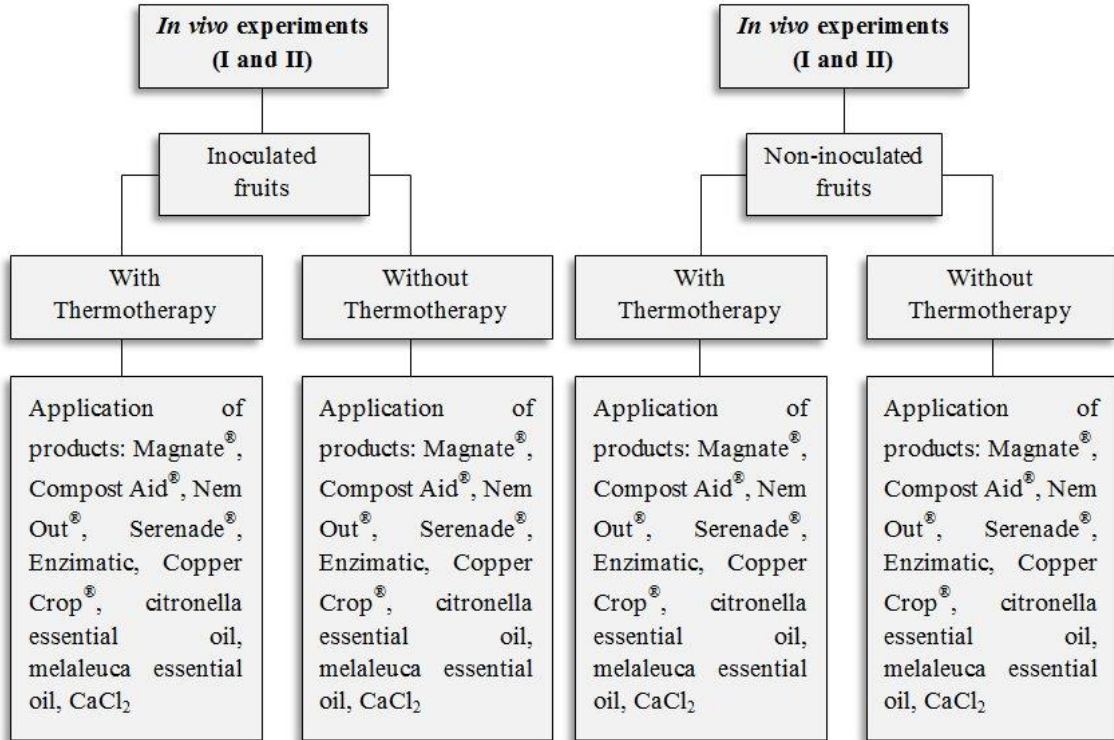 In vivo experiments
(I and II)
In vivo experiments
(I and II)
Inoculated
fruits
Non-inoculated
fruits
With
Thermotherapy
Without
Thermotherapy
With
Thermotherapy
Without
Thermotherapy
Application of
products: Magnate®,
Compost Aid®, Nem
Out®, Serenade®,
Enzimatic, Copper
Crop®, citronella
essential oil,
melaleuca essential
oil, CaCl₂
Application of
products: Magnate®,
Compost Aid®, Nem
Out®, Serenade®,
Enzimatic, Copper
Crop®, citronella
essential oil,
melaleuca essential
oil, CaCl₂
Application of
products: Magnate®,
Compost Aid®, Nem
Out®, Serenade®,
Enzimatic, Copper
Crop®, citronella
essential oil,
melaleuca essential
oil, CaCl₂
Application of
products: Magnate®,
Compost Aid®, Nem
Out®, Serenade®,
Enzimatic, Copper
Crop®, citronella
essential oil,
melaleuca essential
oil, CaCl₂